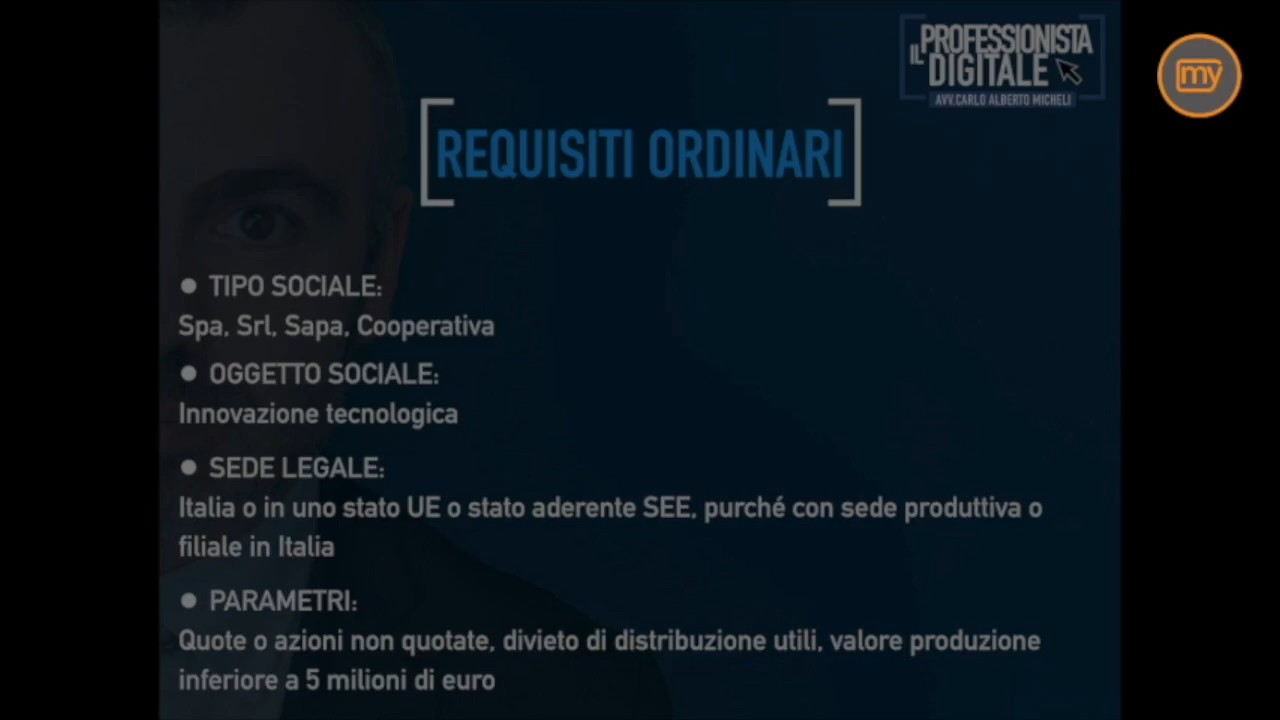 IL PROFESSIONISTA
DIGITALE
AVV.CARLO ALBERTO MICHELI
my
REQUISITI ORDINARI
● TIPO SOCIALE:
Spa, Srl, Sapa, Cooperativa
● OGGETTO SOCIALE:
Innovazione tecnologica
● SEDE LEGALE:
Italia o in uno stato UE o stato aderente SEE, purché con sede produttiva o
filiale in Italia
● PARAMETRI:
Quote o azioni non quotate, divieto di distribuzione utili, valore produzione
inferiore a 5 milioni di euro